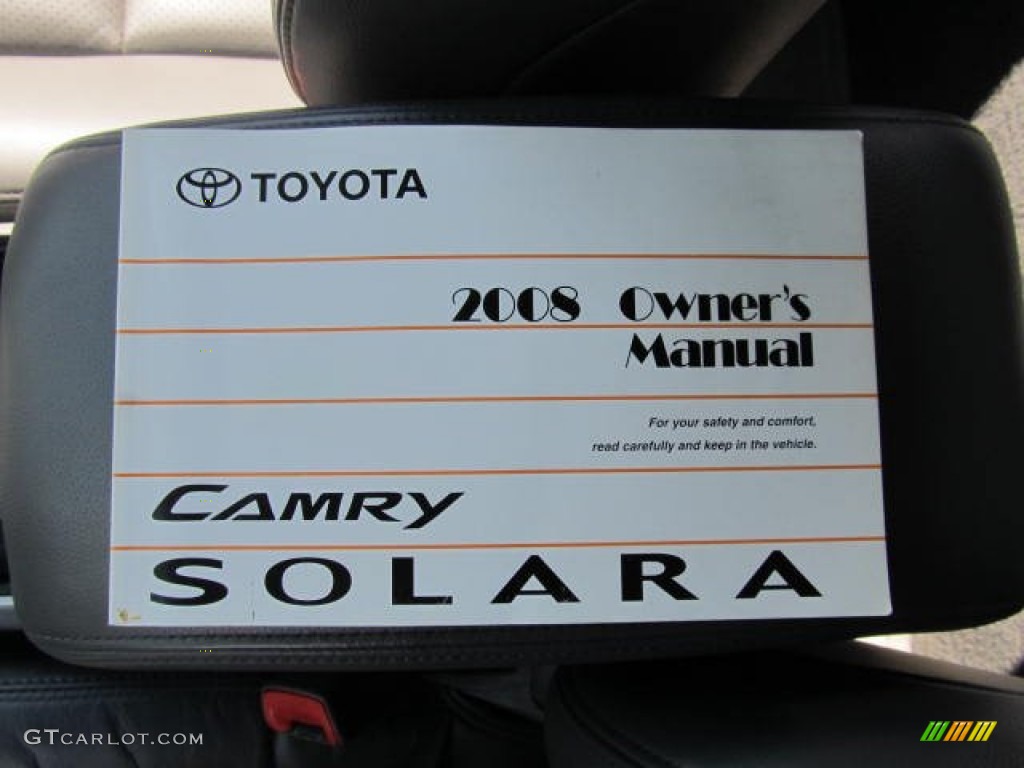 TOYOTA
2008 Owner's
Manual
For your safety and comfort,
read carefully and keep in the vehicle.
CAMRY
SOLARA
GTCARLOT.COM